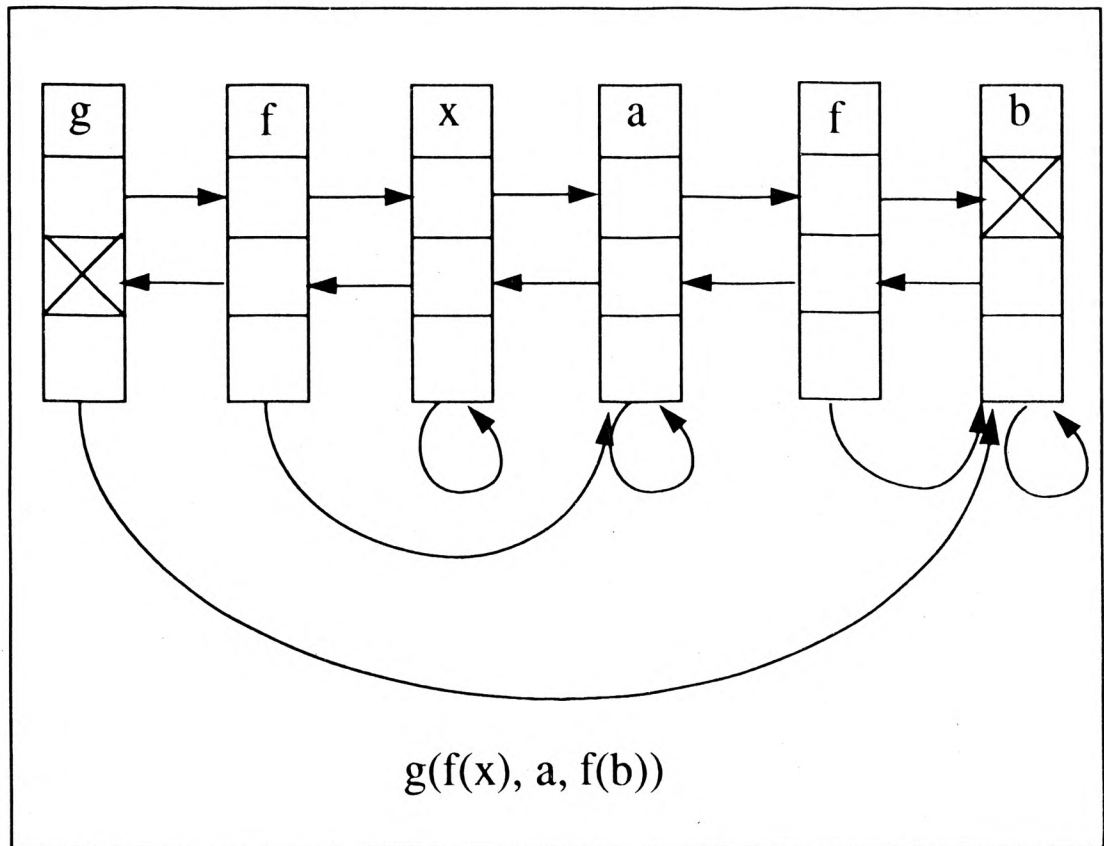 g f x a f b
g(f(x), a, f(b))